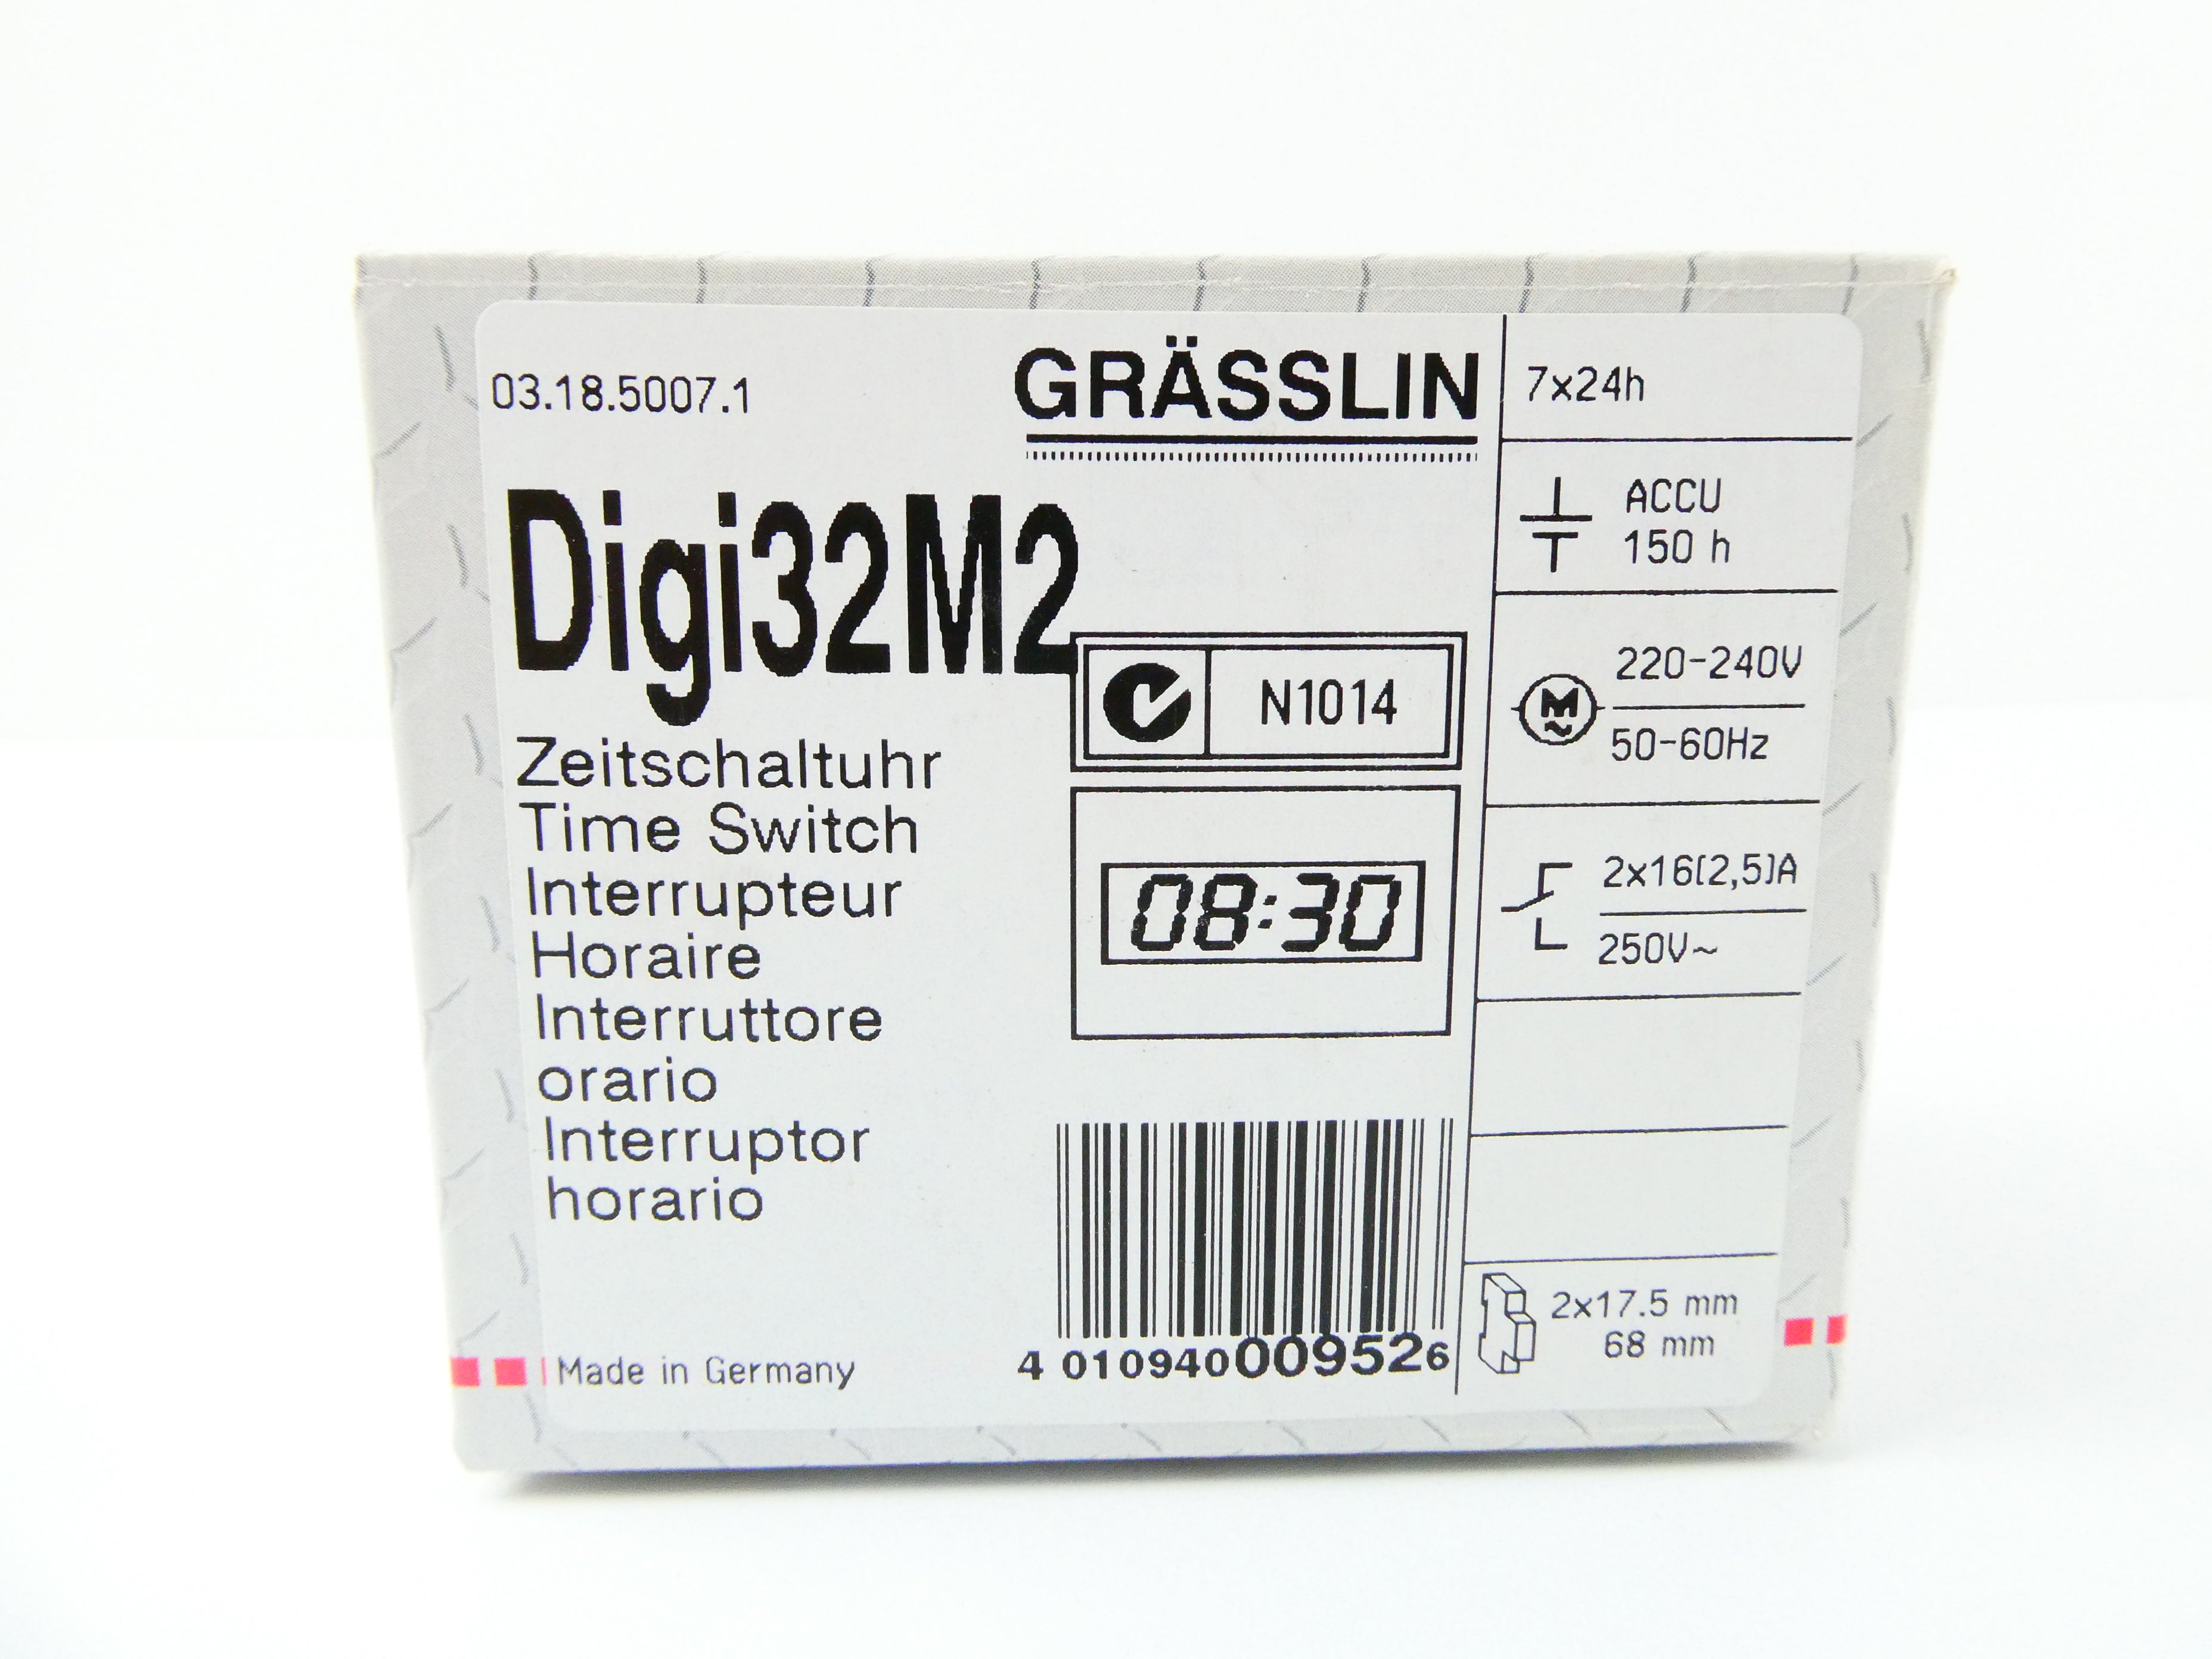 03.18.5007.1
GRÄSSLIN
Digi32M2
N1014
Zeitschaltuhr
Time Switch
Interrupteur
Horaire
Interruttore
orario
Interruptor
horario
08:30
4 010940009526
Made in Germany
7x24h
ACCU
150 h
M
220-240V
50-60Hz
2x16(2,5)A
250V~
2x17.5 mm
68 mm